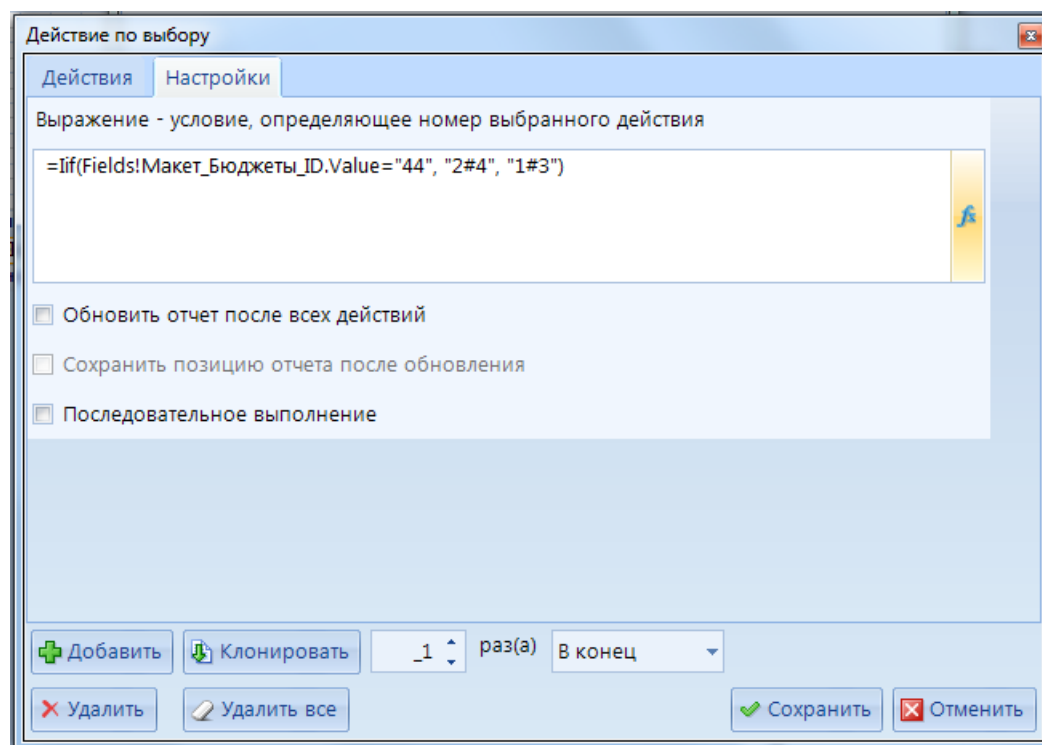 Действие по выбору
Действия Настройки
Выражение - условие, определяющее номер выбранного действия
=Iif(Fields!Макет_Бюджеты_ID.Value="44", "2#4", "1#3")
fx
Обновить отчет после всех действий
Сохранить позицию отчета после обновления
Последовательное выполнение
Добавить Клонировать _1 раз(а) В конец
Удалить Удалить все Сохранить Отменить